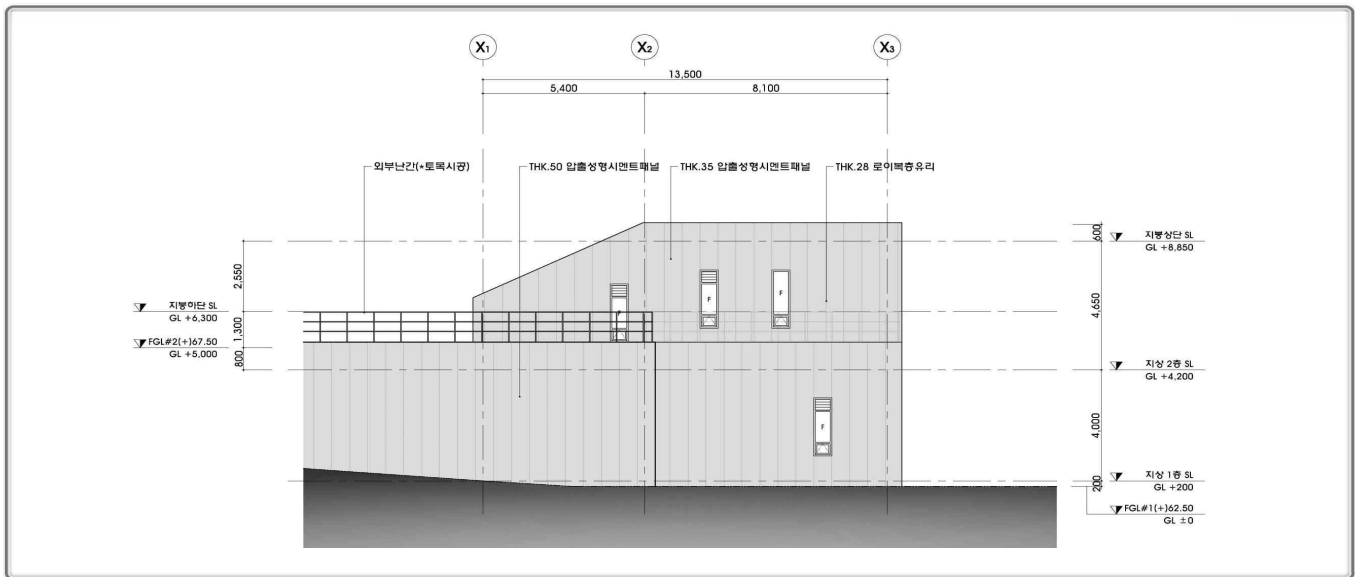 X1
X2
X3
13,500
5,400
8,100
외부난간(*토목시공)
THK.50 압출성형시멘트패널
THK.35 압출성형시멘트패널
THK.28 로이복층유리
600
지붕상단 SL
GL +8,850
2,550
4,650
지붕하단 SL
GL +6,300
1,300
FGL#2(+)67.50
GL +5,000
800
지상 2층 SL
GL +4,200
4,000
지상 1층 SL
GL +200
200
FGL#1(+)62.50
GL ±0
F
F
F
F